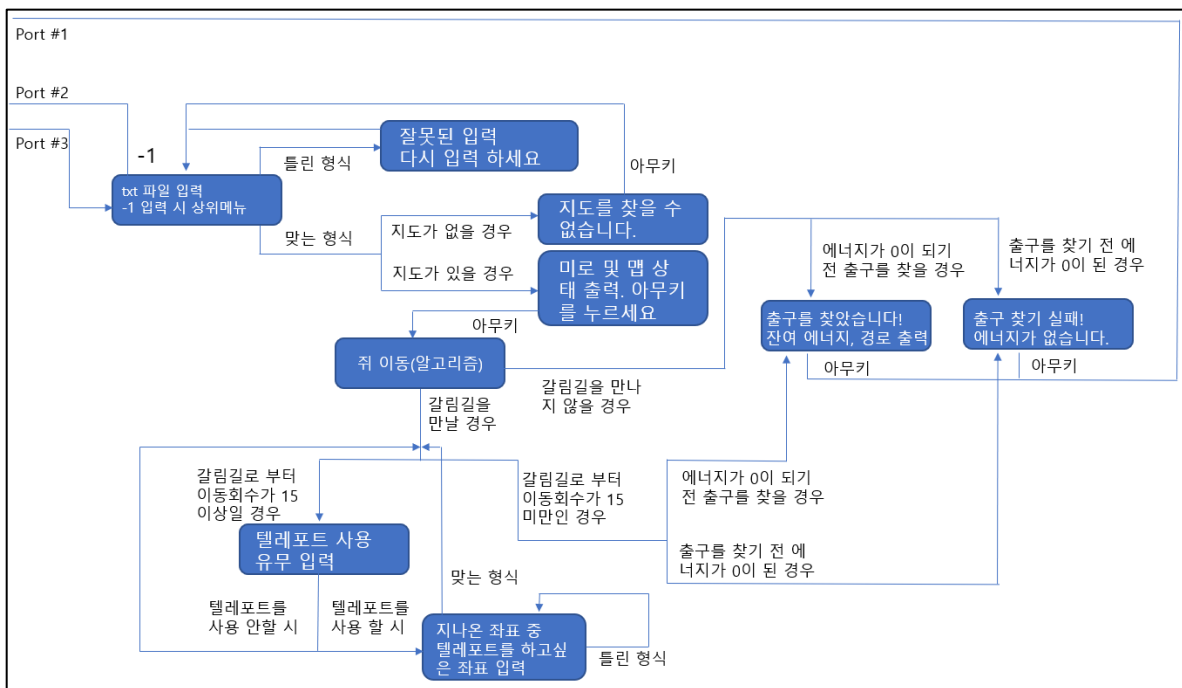 Port #1
Port #2
Port #3
-1
txt 파일 입력
-1 입력 시 상위메뉴
틀린 형식
잘못된 입력
다시 입력 하세요
아무키
맞는 형식
지도가 없을 경우
지도를 찾을 수
없습니다.
지도가 있을 경우
미로 및 맵 상
태 출력. 아무키
를 누르세요
에너지가 0이 되기
전 출구를 찾을 경우
출구를 찾기 전 에
너지가 0이 된 경우
출구를 찾았습니다!
잔여 에너지, 경로 출력
출구 찾기 실패!
에너지가 없습니다.
아무키
아무키
아무키
쥐 이동(알고리즘)
갈림길을 만나
지 않을 경우
갈림길을
만날 경우
갈림길로 부터
이동회수가 15
이상일 경우
갈림길로 부터
이동회수가 15
미만인 경우
에너지가 0이 되기
전 출구를 찾을 경우
텔레포트 사용
유무 입력
출구를 찾기 전 에
너지가 0이 된 경우
맞는 형식
텔레포트를
사용 안할 시
텔레포트를
사용 할 시
지나온 좌표 중
텔레포트를 하고싶
은 좌표 입력
틀린 형식